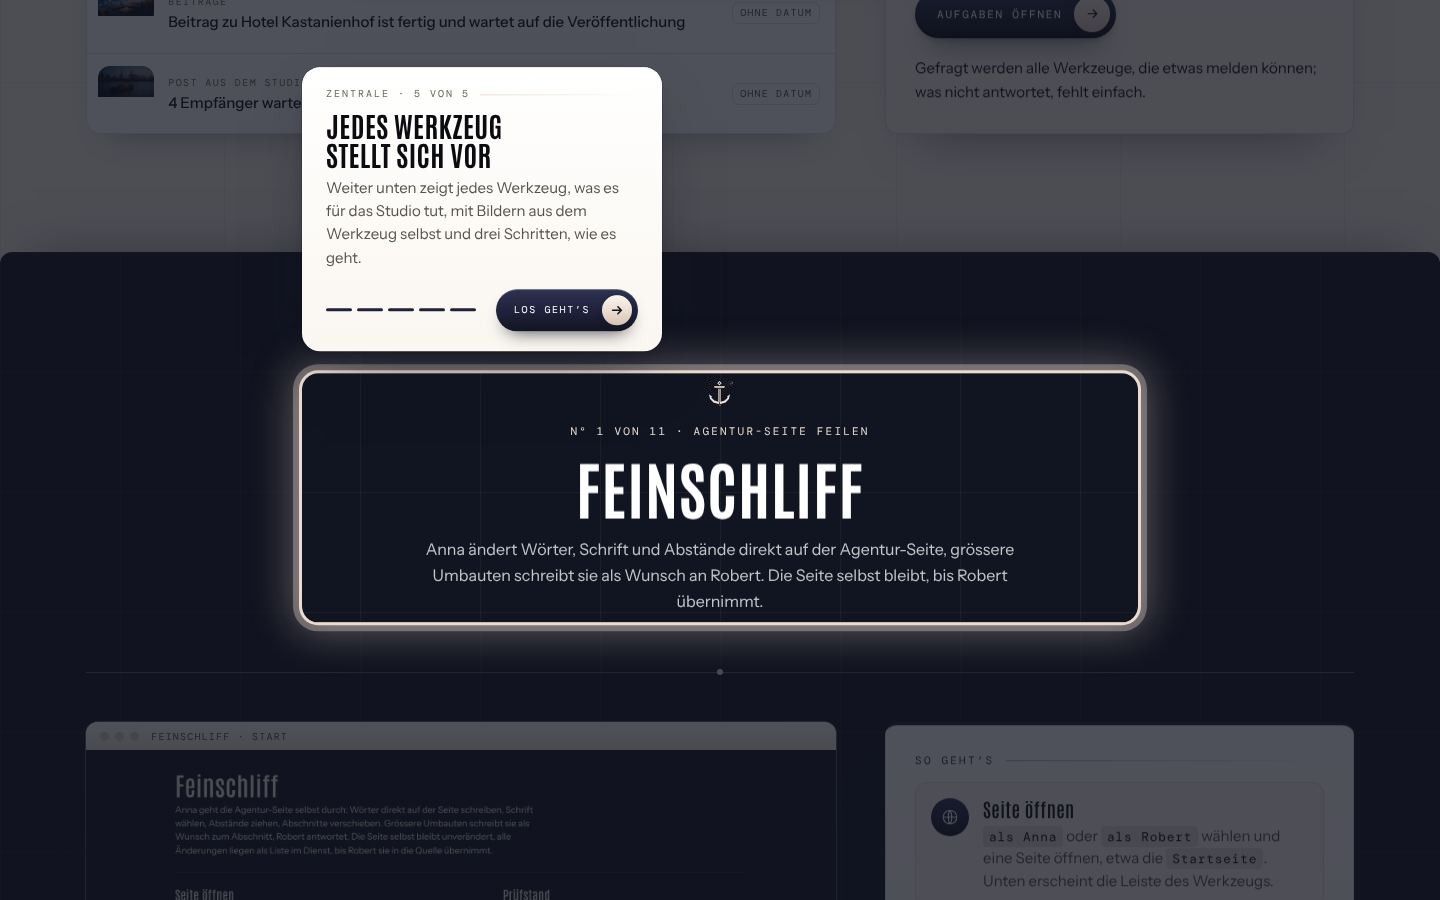 BEITRÄGE
Beitrag zu Hotel Kastanienhof ist fertig und wartet auf die Veröffentlichung
OHNE DATUM
POST AUS DEM STUDI
4 Empfänger warte
OHNE DATUM
AUFGABEN ÖFFNEN
Gefragt werden alle Werkzeuge, die etwas melden können;
was nicht antwortet, fehlt einfach.
ZENTRALE · 5 VON 5
JEDES WERKZEUG
STELLT SICH VOR
Weiter unten zeigt jedes Werkzeug, was es
für das Studio tut, mit Bildern aus dem
Werkzeug selbst und drei Schritten, wie es
geht.
LOS GEHT'S
N° 1 VON 11 · AGENTUR-SEITE FEILEN
FEINSCHLIFF
Anna ändert Wörter, Schrift und Abstände direkt auf der Agentur-Seite, grössere
Umbauten schreibt sie als Wunsch an Robert. Die Seite selbst bleibt, bis Robert
übernimmt.
FEINSCHLIFF · START
Feinschliff
Anna geht die Agentur-Seite selbst durch: Wörter direkt auf der Seite schreiben, Schrift
wählen, Abstände ziehen, Abschnitte verschieben. Grössere Umbauten schreibt sie als
Wunsch zum Abschnitt, Robert antwortet. Die Seite selbst bleibt unverändert, alle
Änderungen liegen als Liste im Dienst, bis Robert sie in die Quelle übernimmt.
Seite öffnen
Prüfstand
SO GEHT'S
Seite öffnen
als Anna oder als Robert wählen und
eine Seite öffnen, etwa die Startseite.
Unten erscheint die Leiste des Werkzeugs.